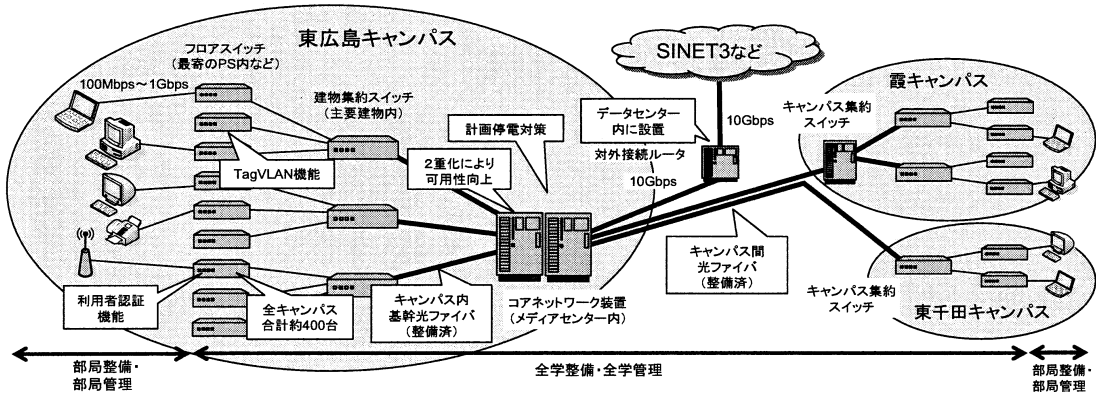 東広島キャンパス
フロアスイッチ
(最寄のPS内など)
100Mbps～1Gbps
建物集約スイッチ
(主要建物内)
計画停電対策
2重化により
可用性向上
TagVLAN機能
利用者認証
機能
全キャンパス
合計約400台
キャンパス内
基幹光ファイバ
(整備済)
コアネットワーク装置
(メディアセンター内)
SINET3など
データセンター
内に設置
10Gbps
対外接続ルータ
10Gbps
キャンパス間
光ファイバ
(整備済)
霞キャンパス
キャンパス集約
スイッチ
キャンパス集約
スイッチ
東千田キャンパス
部局整備・
部局管理
全学整備・全学管理
部局整備・
部局管理